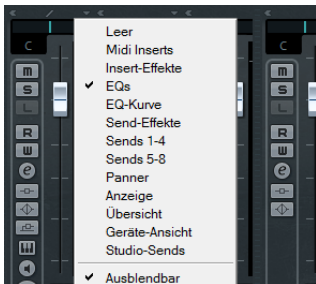 C
C
M
S
L
R
W
e
Leer
Midi Inserts
Insert-Effekte
EQs
EQ-Kurve
Send-Effekte
Sends 1-4
Sends 5-8
Panner
Anzeige
Übersicht
Geräte-Ansicht
Studio-Sends
Ausblendbar
M
S
L
R
W
e